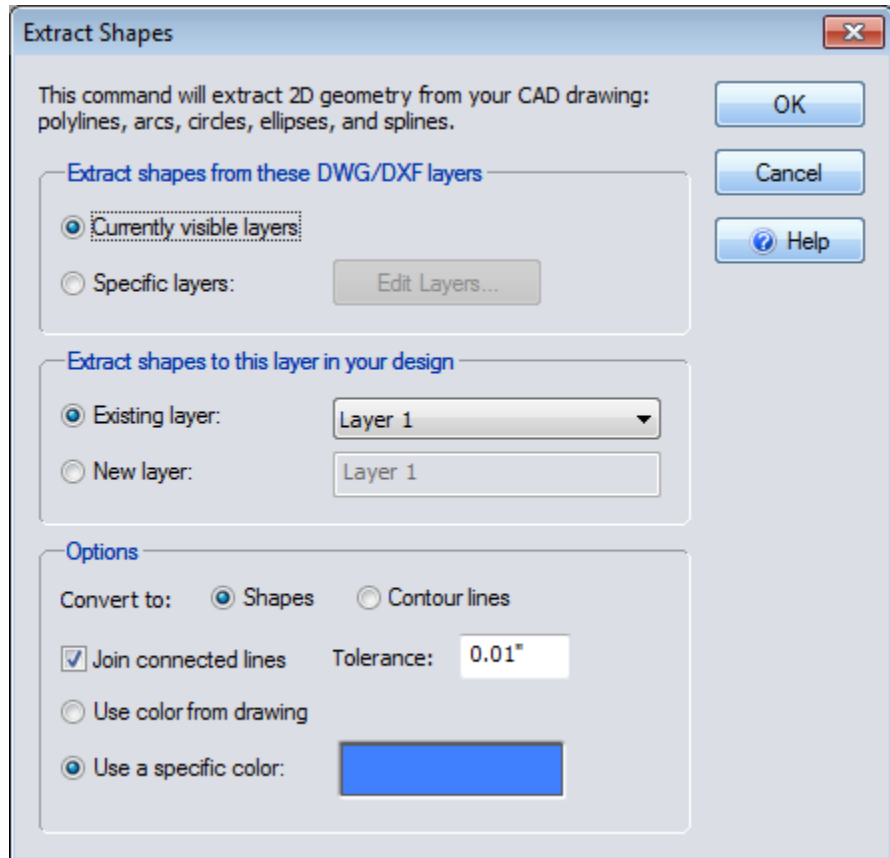 Extract Shapes
This command will extract 2D geometry from your CAD drawing:
polylines, arcs, circles, ellipses, and splines.
OK
Cancel
Help
Extract shapes from these DWG/DXF layers
Currently visible layers
Specific layers:
Edit Layers...
Extract shapes to this layer in your design
Existing layer:
Layer 1
New layer:
Layer 1
Options
Convert to:
Shapes
Contour lines
Join connected lines
Tolerance:
0.01"
Use color from drawing
Use a specific color: